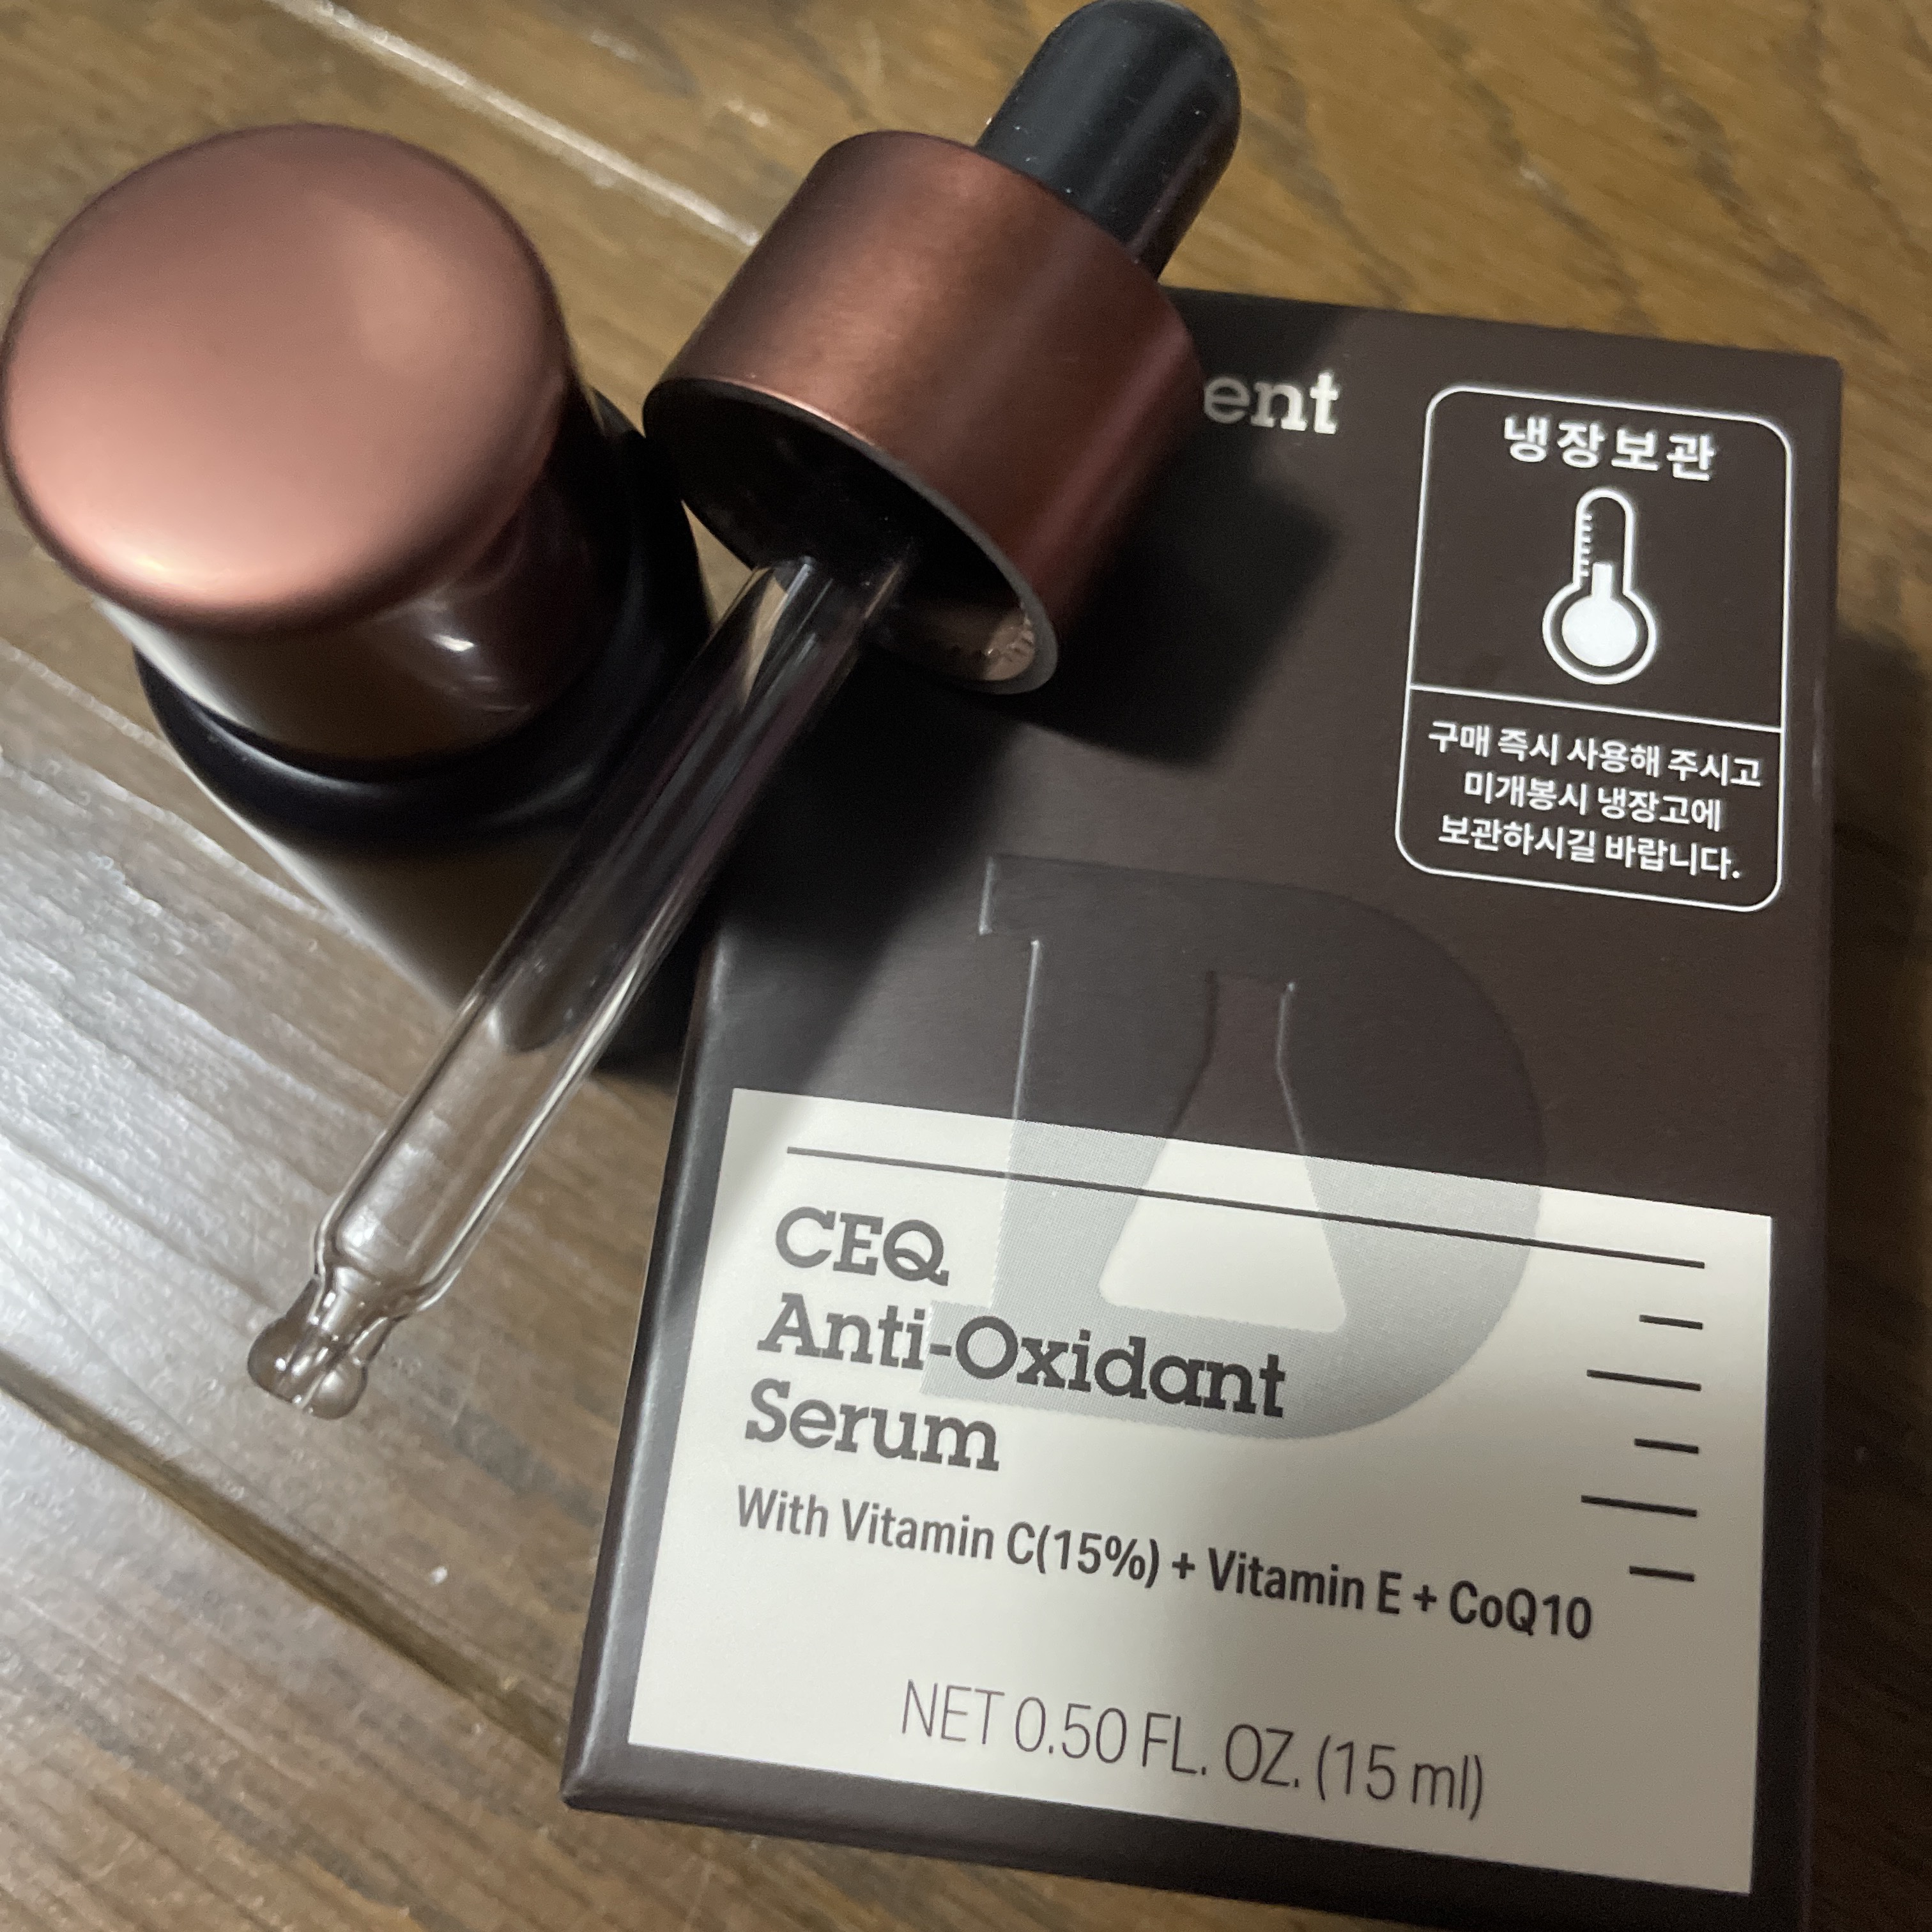 냉장보관
구매 즉시 사용해 주시고
미개봉시 냉장고에
보관하시길 바랍니다.
CEQ
Anti-Oxidant
Serum
With Vitamin C(15%) + Vitamin E + CoQ10
NET 0.50 FL. OZ. (15 ml)